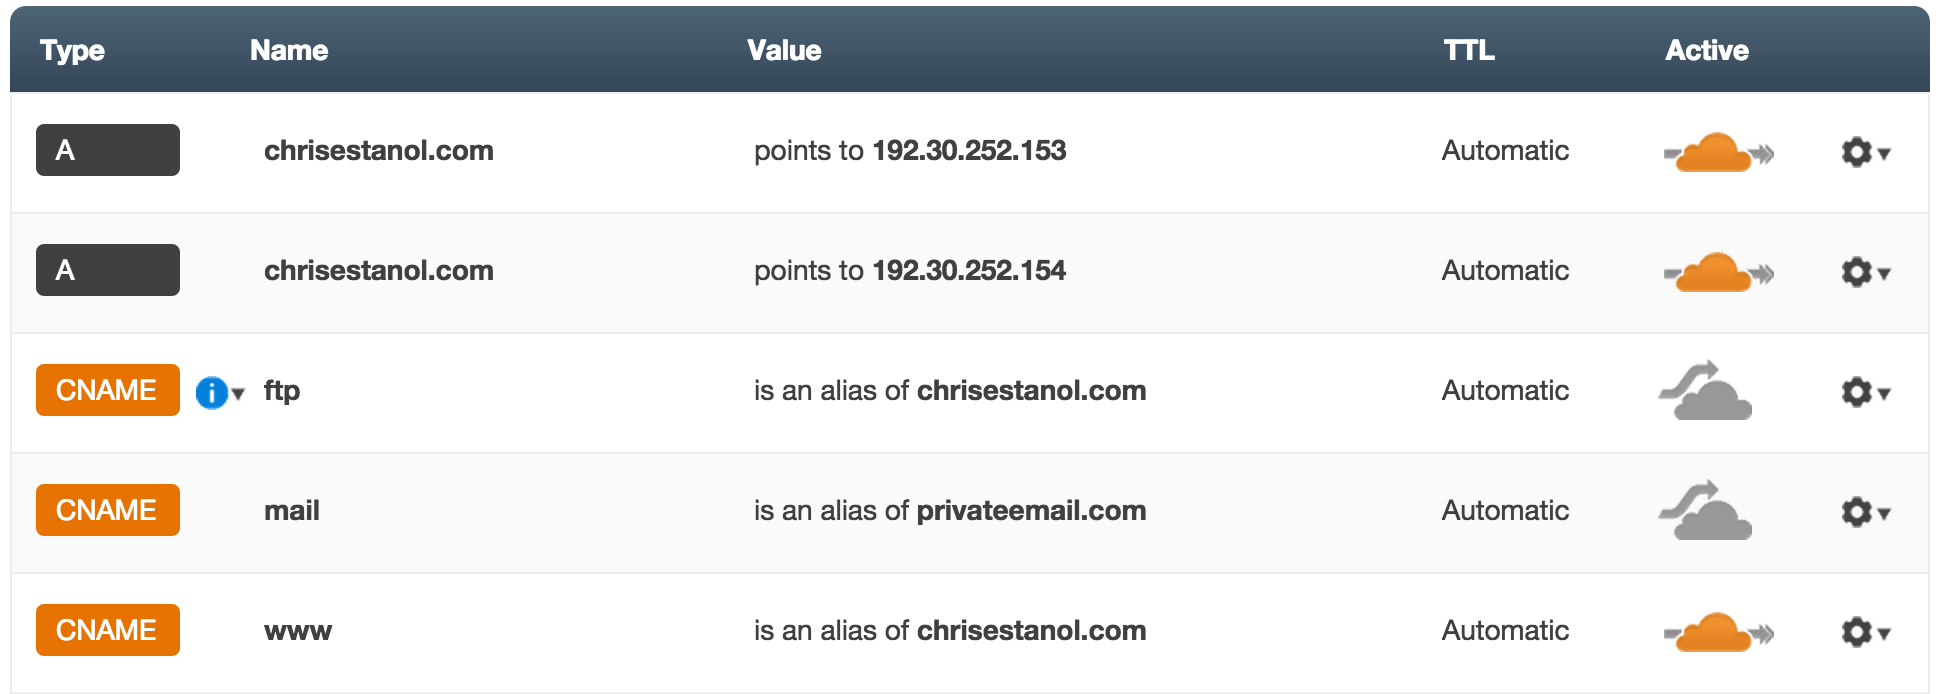 Type Name Value TTL Active
A chrisestanol.com points to 192.30.252.153 Automatic
A chrisestanol.com points to 192.30.252.154 Automatic
CNAME i ftp is an alias of chrisestanol.com Automatic
CNAME mail is an alias of privateemail.com Automatic
CNAME www is an alias of chrisestanol.com Automatic